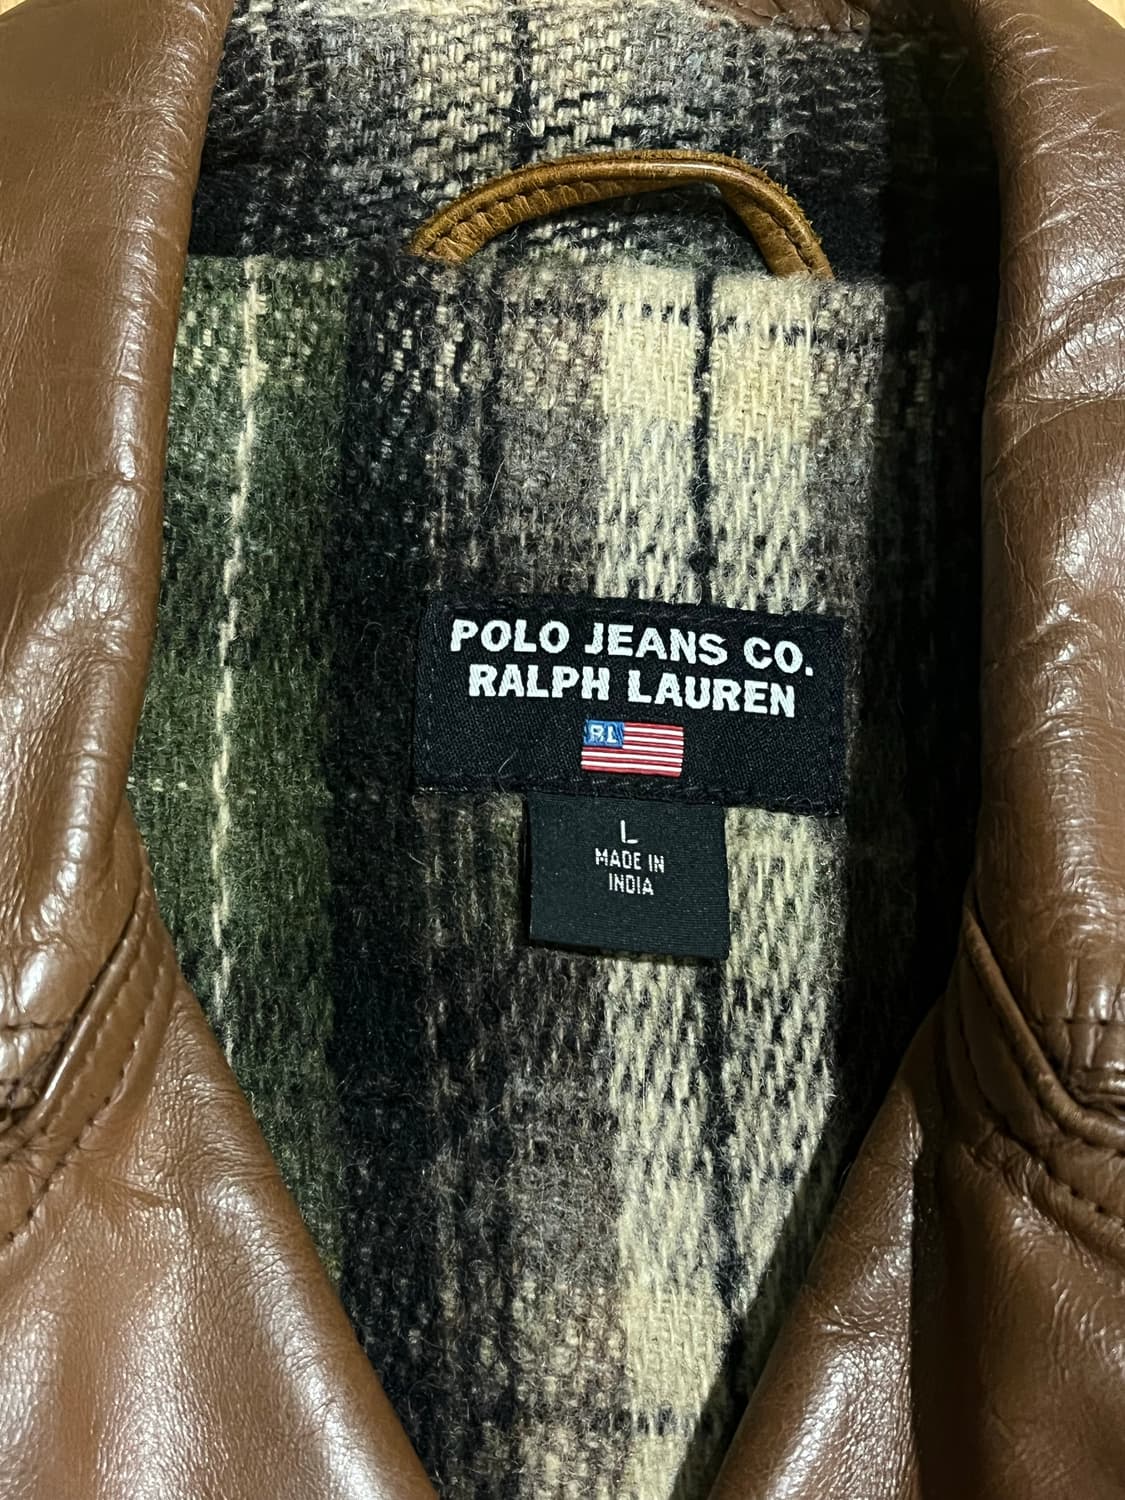 POLO JEANS CO.
RALPH LAUREN
RL
L
MADE IN
INDIA